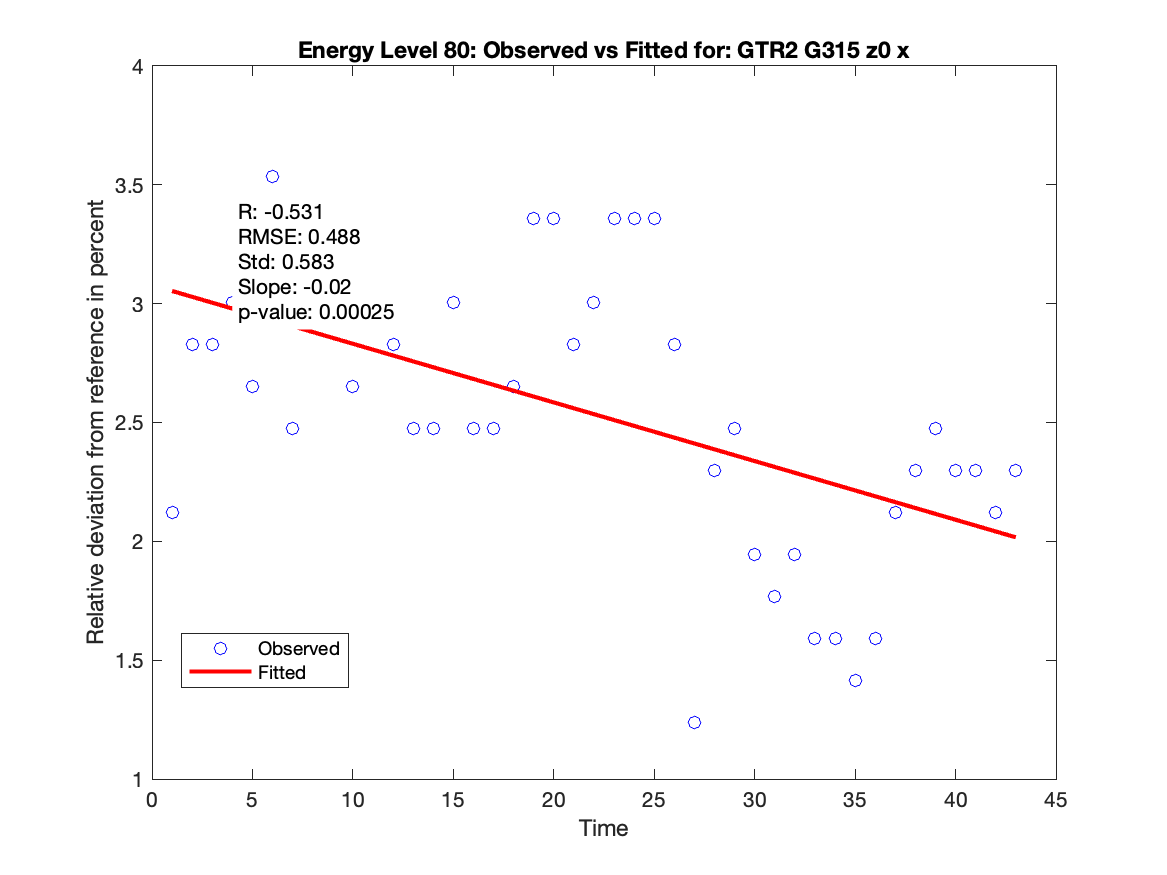 Energy Level 80: Observed vs Fitted for: GTR2 G315 z0 x
4
3.5
3
2.5
2
1.5
1
Relative deviation from reference in percent
R: -0.531
RMSE: 0.488
Std: 0.583
Slope: -0.02
p-value: 0.00025
Observed
Fitted
0 5 10 15 20 25 30 35 40 45
Time